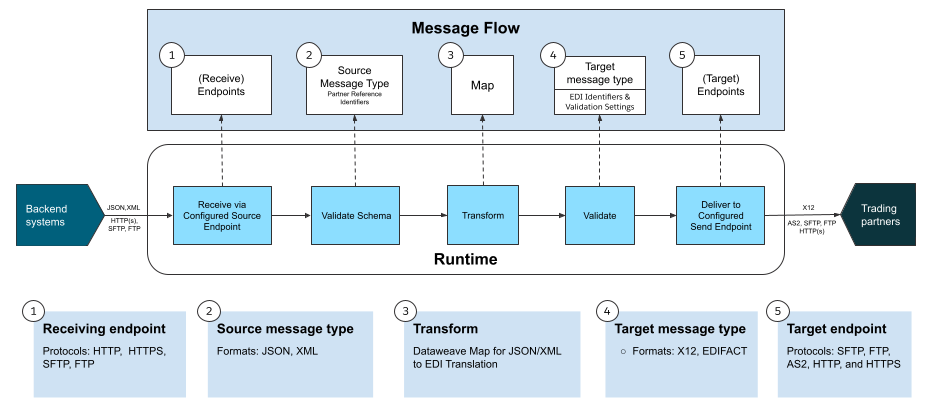 Message Flow
1
(Receive)
Endpoints
2
Source
Message Type
Partner Reference
Identifiers
3
Map
4
Target
message type
EDI Identifiers &
Validation Settings
5
(Target)
Endpoints
Backend
systems
JSON,XML
HTTP(s),
SFTP, FTP
Receive via
Configured Source
Endpoint
Validate Schema
Transform
Validate
Deliver to
Configured
Send Endpoint
X12
AS2, SFTP, FTP
HTTP(s)
Trading
partners
Runtime
1
Receiving endpoint
Protocols: HTTP, HTTPS,
SFTP, FTP
2
Source message type
Formats: JSON, XML
3
Transform
Dataweave Map for JSON/XML
to EDI Translation
4
Target message type
○ Formats: X12, EDIFACT
5
Target endpoint
Protocols: SFTP, FTP,
AS2, HTTP, and HTTPS